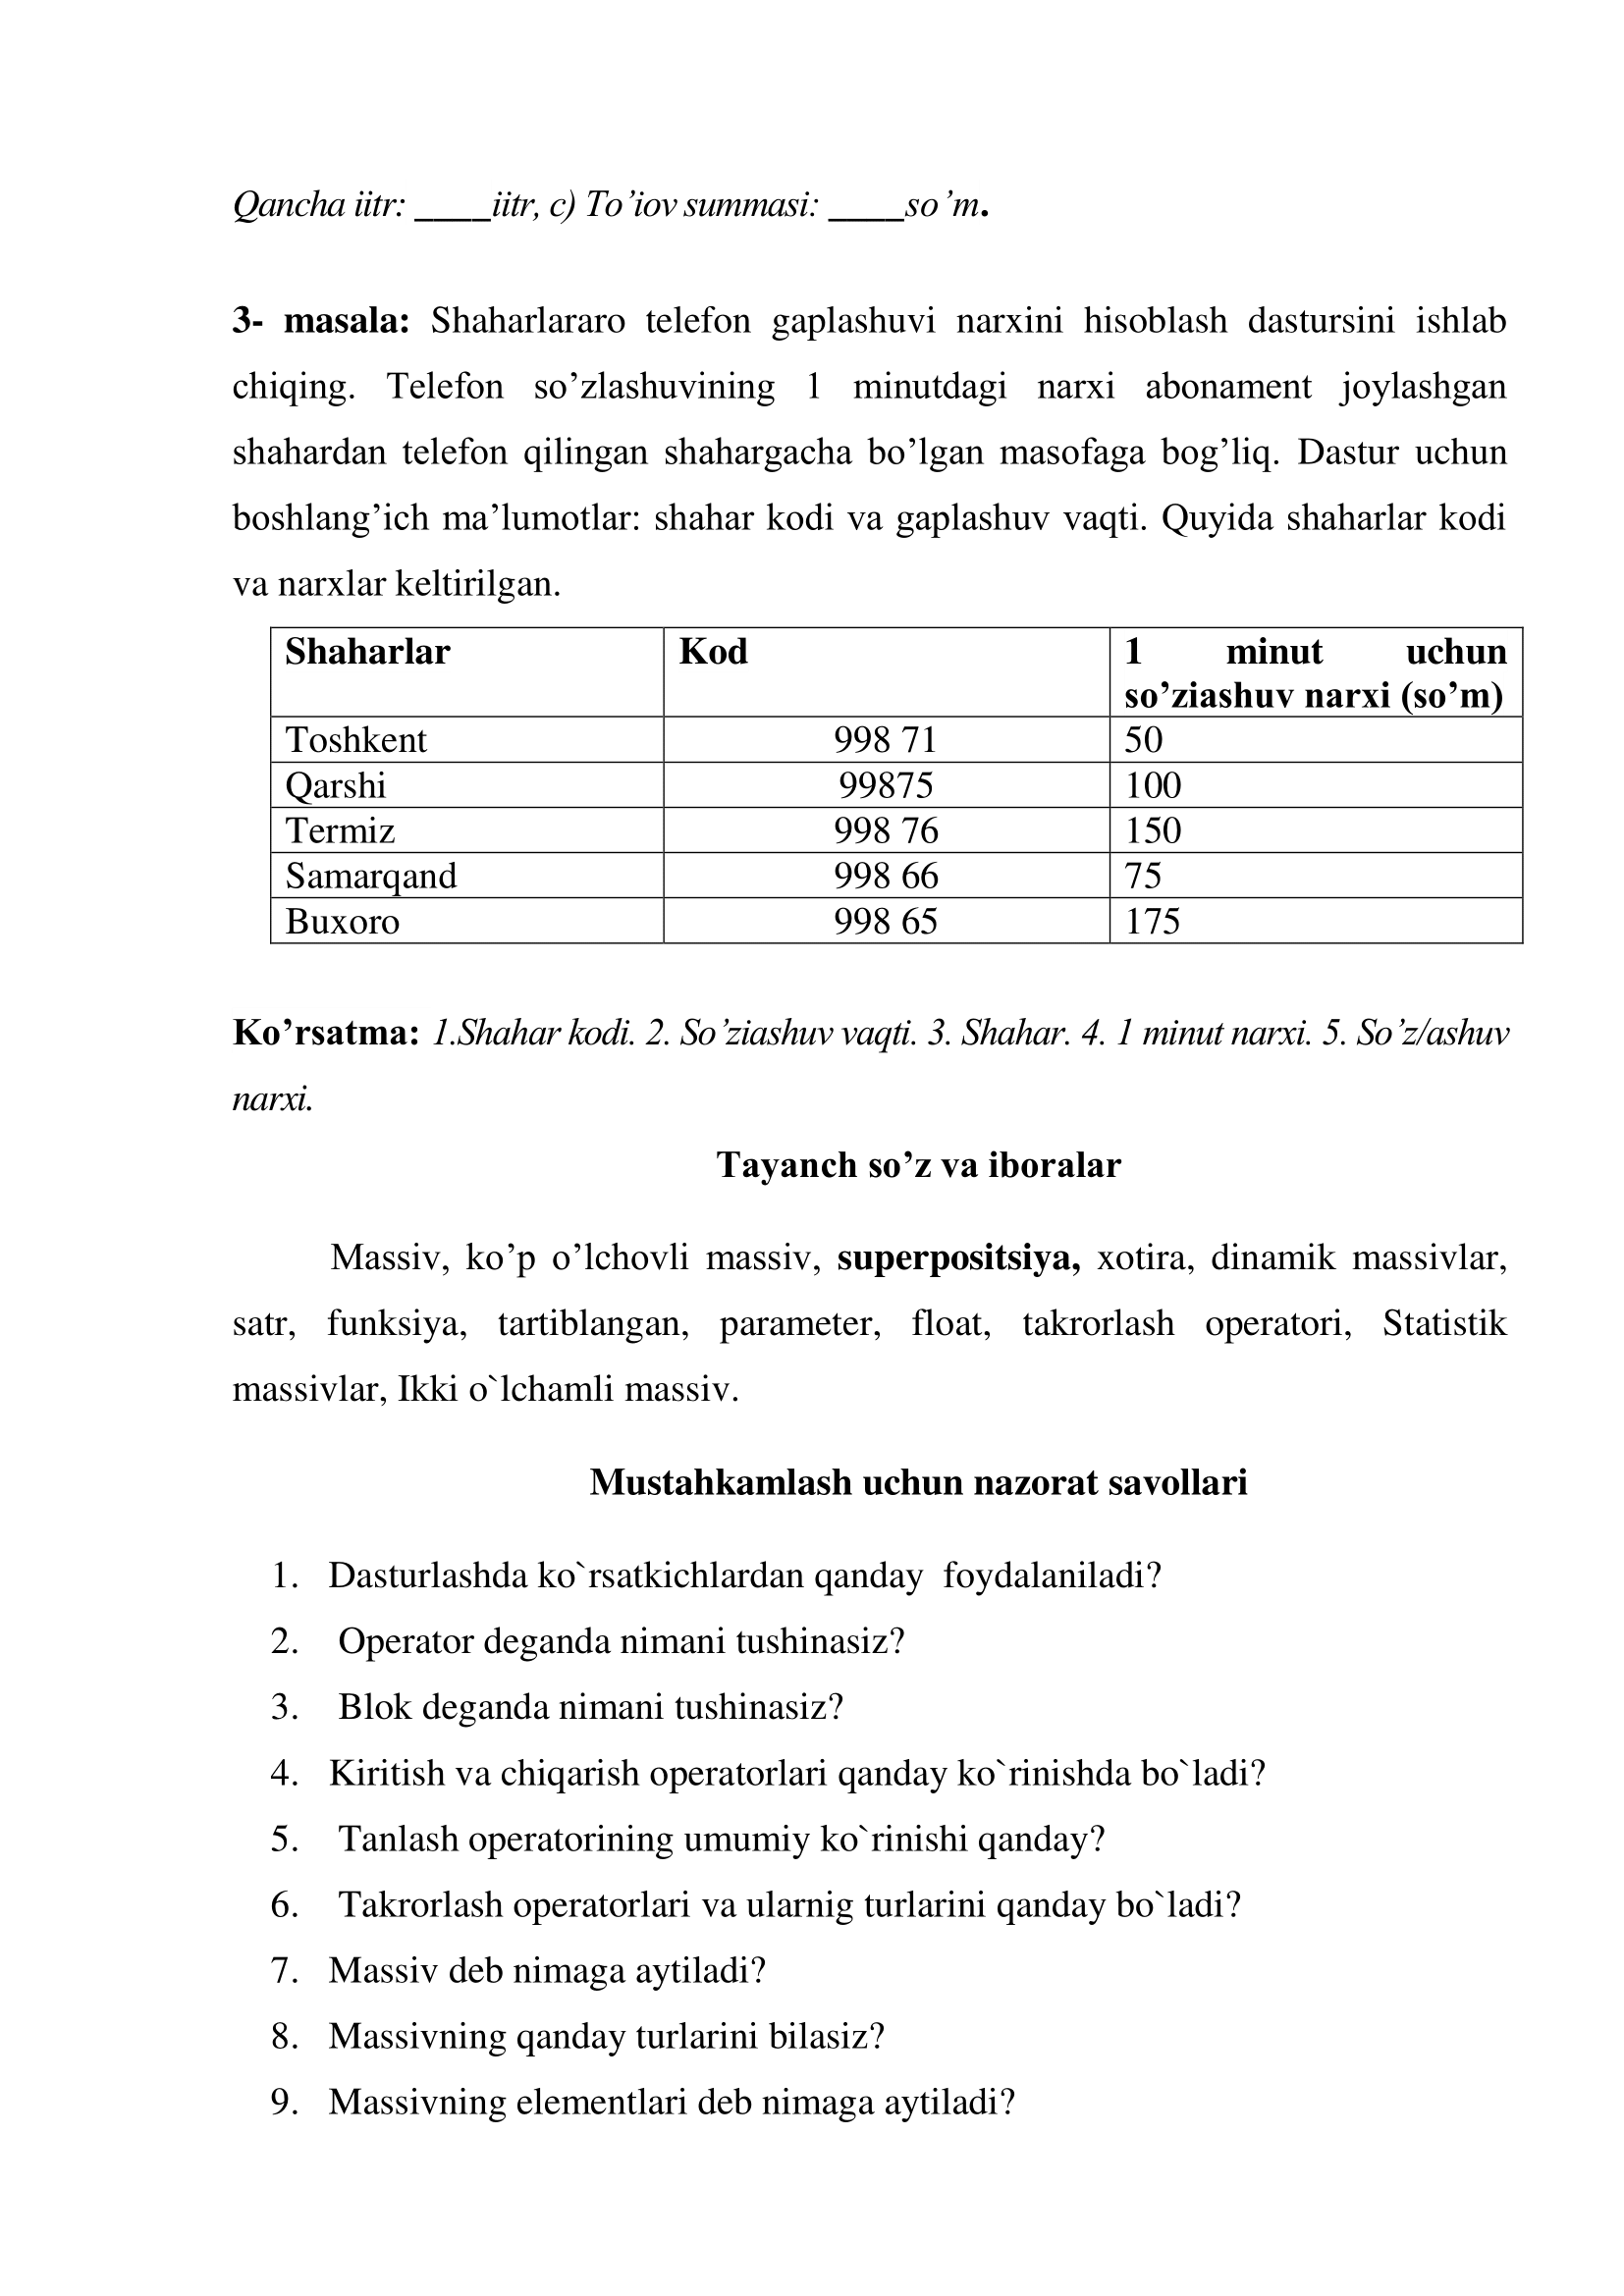 Qancha iitr: ____iitr, c) To’iov summasi: ____so’m.
3- masala: Shaharlararo telefon gaplashuvi narxini hisoblash dastursini ishlab
chiqing. Telefon so’zlashuvining 1 minutdagi narxi abonament joylashgan
shahardan telefon qilingan shahargacha bo’lgan masofaga bog’liq. Dastur uchun
boshlang’ich ma’lumotlar: shahar kodi va gaplashuv vaqti. Quyida shaharlar kodi
va narxlar keltirilgan.
Shaharlar Kod 1 minut uchun
so’ziashuv narxi (so’m)
Toshkent 998 71 50
Qarshi 99875 100
Termiz 998 76 150
Samarqand 998 66 75
Buxoro 998 65 175
Ko’rsatma: 1.Shahar kodi. 2. So’ziashuv vaqti. 3. Shahar. 4. 1 minut narxi. 5. So’z/ashuv
narxi.
Tayanch so’z va iboralar
Massiv, ko’p o’lchovli massiv, superpositsiya, xotira, dinamik massivlar,
satr, funksiya, tartiblangan, parameter, float, takrorlash operatori, Statistik
massivlar, Ikki o`lchamli massiv.
Mustahkamlash uchun nazorat savollari
1. Dasturlashda ko`rsatkichlardan qanday foydalaniladi?
2. Operator deganda nimani tushinasiz?
3. Blok deganda nimani tushinasiz?
4. Kiritish va chiqarish operatorlari qanday ko`rinishda bo`ladi?
5. Tanlash operatorining umumiy ko`rinishi qanday?
6. Takrorlash operatorlari va ularnig turlarini qanday bo`ladi?
7. Massiv deb nimaga aytiladi?
8. Massivning qanday turlarini bilasiz?
9. Massivning elementlari deb nimaga aytiladi?